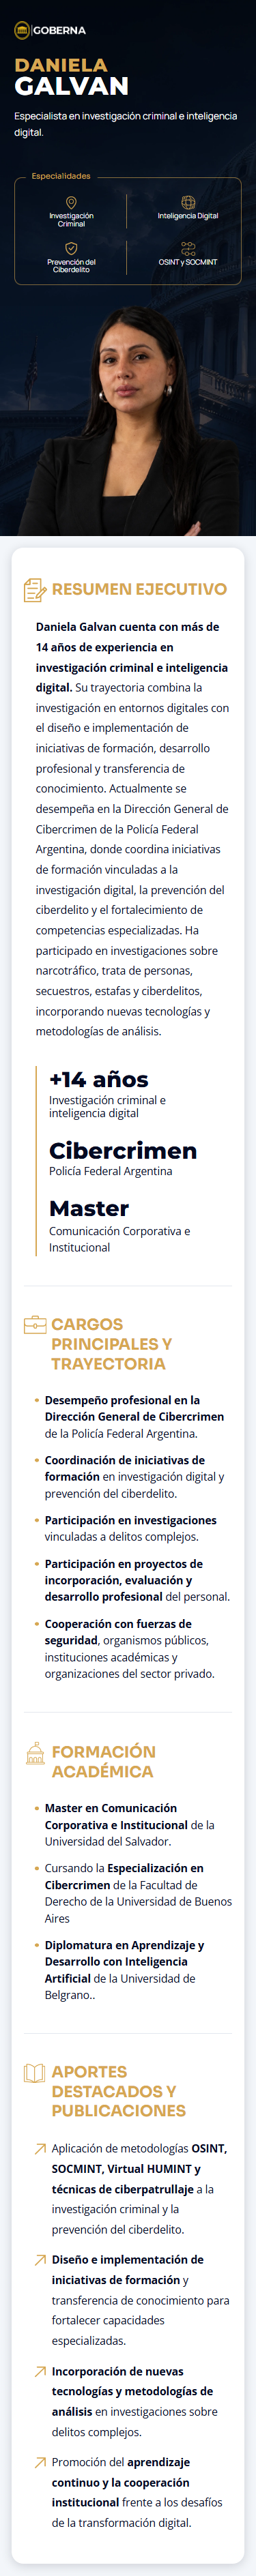 GOBERNA
DANIELA
GALVAN
Especialista en investigación criminal e inteligencia
digital.
Especialidades
Investigación
Criminal
Inteligencia Digital
Prevención del
Ciberdelito
OSINT y SOCMINT
RESUMEN EJECUTIVO
Daniela Galvan cuenta con más de
14 años de experiencia en
investigación criminal e inteligencia
digital. Su trayectoria combina la
investigación en entornos digitales con
el diseño e implementación de
iniciativas de formación, desarrollo
profesional y transferencia de
conocimiento. Actualmente se
desempeña en la Dirección General de
Cibercrimen de la Policía Federal
Argentina, donde coordina iniciativas
de formación vinculadas a la
investigación digital, la prevención del
ciberdelito y el fortalecimiento de
competencias especializadas. Ha
participado en investigaciones sobre
narcotráfico, trata de personas,
secuestros, estafas y ciberdelitos,
incorporando nuevas tecnologías y
metodologías de análisis.
+14 años
Investigación criminal e
inteligencia digital
Cibercrimen
Policía Federal Argentina
Master
Comunicación Corporativa e
Institucional
CARGOS
PRINCIPALES Y
TRAYECTORIA
Desempeño profesional en la
Dirección General de Cibercrimen
de la Policía Federal Argentina.
Coordinación de iniciativas de
formación en investigación digital y
prevención del ciberdelito.
Participación en investigaciones
vinculadas a delitos complejos.
Participación en proyectos de
incorporación, evaluación y
desarrollo profesional del personal.
Cooperación con fuerzas de
seguridad, organismos públicos,
instituciones académicas y
organizaciones del sector privado.
FORMACIÓN
ACADÉMICA
Master en Comunicación
Corporativa e Institucional de la
Universidad del Salvador.
Cursando la Especialización en
Cibercrimen de la Facultad de
Derecho de la Universidad de Buenos
Aires
Diplomatura en Aprendizaje y
Desarrollo con Inteligencia
Artificial de la Universidad de
Belgrano..
APORTES
DESTACADOS Y
PUBLICACIONES
Aplicación de metodologías OSINT,
SOCMINT, Virtual HUMINT y
técnicas de ciberpatrullaje a la
investigación criminal y la
prevención del ciberdelito.
Diseño e implementación de
iniciativas de formación y
transferencia de conocimiento para
fortalecer capacidades
especializadas.
Incorporación de nuevas
tecnologías y metodologías de
análisis en investigaciones sobre
delitos complejos.
Promoción del aprendizaje
continuo y la cooperación
institucional frente a los desafíos
de la transformación digital.